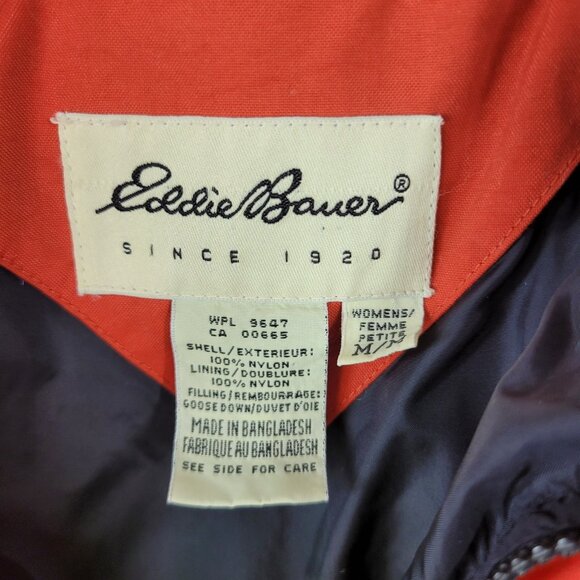 Eddie Bauer®
SINCE 1920
WPL 9647
CA 00665
SHELL/EXTERIEUR:
100% NYLON
LINING/DOUBLURE:
100% NYLON
FILLING/REMBOURRAGE:
GOOSE DOWN/DUVET D'OIE
MADE IN BANGLADESH
FABRIQUE AU BANGLADESH
SEE SIDE FOR CARE
WOMENS/
FEMME
PETITE
M/M